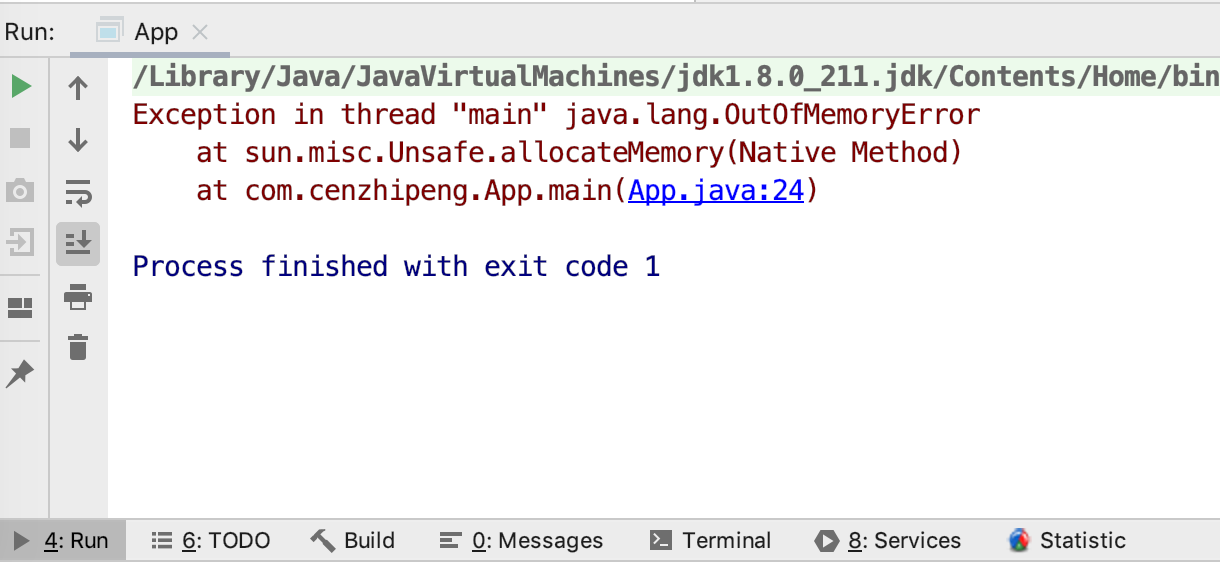 Run: App
/Library/Java/JavaVirtualMachines/jdk1.8.0_211.jdk/Contents/Home/bin
Exception in thread "main" java.lang.OutOfMemoryError
    at sun.misc.Unsafe.allocateMemory(Native Method)
    at com.cenzhipeng.App.main(App.java:24)
Process finished with exit code 1
4: Run 6: TODO Build 0: Messages Terminal 8: Services Statistic